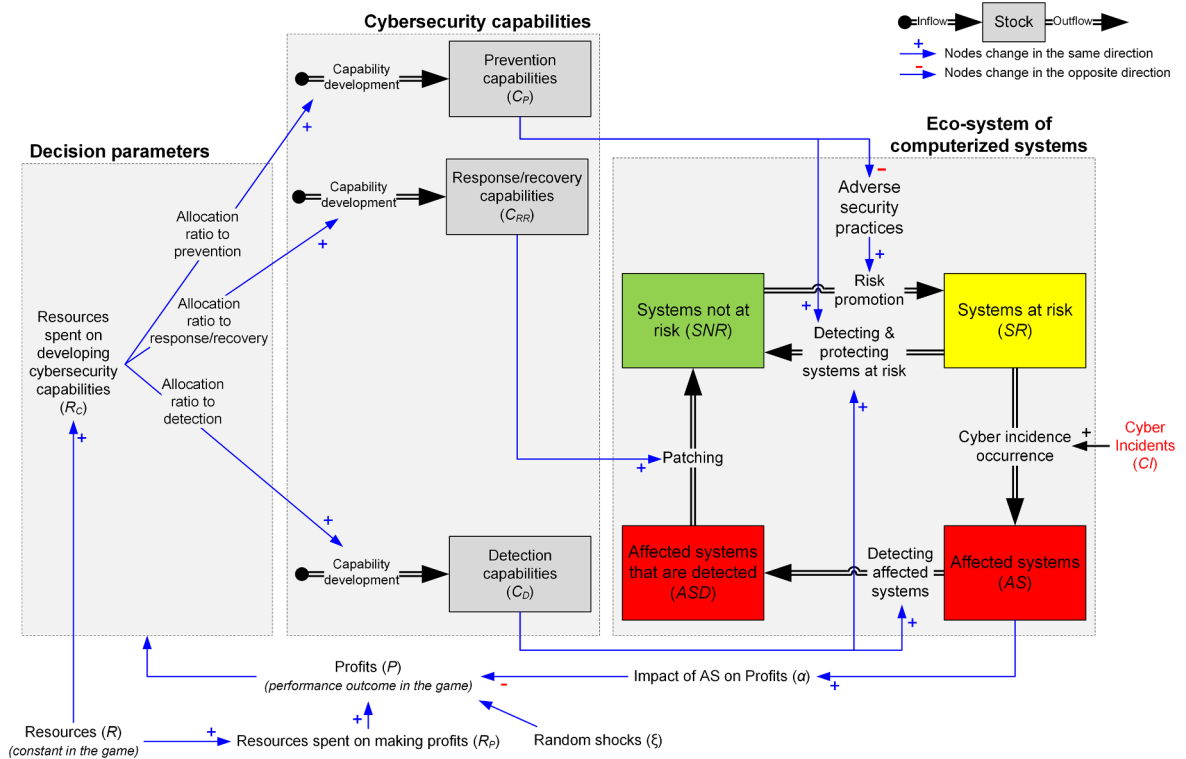 Cybersecurity capabilities
Inflow
Stock
Outflow
+
Nodes change in the same direction
-
Nodes change in the opposite direction
Capability
development
Prevention
capabilities
(CP)
+
Eco-system of
computerized systems
Decision parameters
Capability
development
Response/recovery
capabilities
(CRR)
+
-
Adverse
security
practices
+
Allocation
ratio to
prevention
Allocation
ratio to
response/recovery
Allocation
ratio to
detection
Resources
spent on
developing
cybersecurity
capabilities
(RC)
+
Systems not at
risk (SNR)
Risk
promotion
Systems at risk
(SR)
+
Detecting &
protecting
systems at risk
+
Patching
+
Cyber incidence
occurrence
+
Cyber
Incidents
(CI)
+
Capability
development
Detection
capabilities
(CD)
Affected systems
that are detected
(ASD)
Detecting
affected
systems
+
Affected systems
(AS)
Profits (P)
(performance outcome in the game)
-
Impact of AS on Profits (α)
+
Resources (R)
(constant in the game)
+
+
Resources spent on making profits (RP)
Random shocks (ξ)